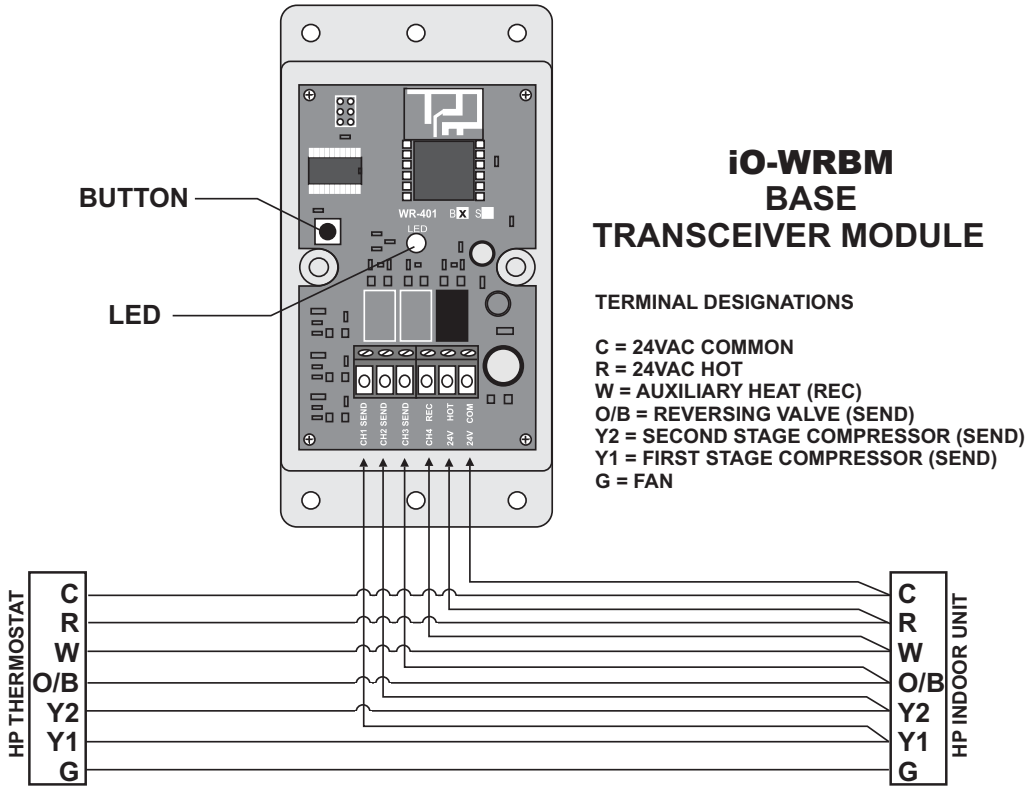 BUTTON
LED
WR-401 B X S
LED
CH1 SEND
CH2 SEND
CH3 SEND
CH4 REC
24V HOT
24V COM
iO-WRBM
BASE
TRANSCEIVER MODULE
TERMINAL DESIGNATIONS
C = 24VAC COMMON
R = 24VAC HOT
W = AUXILIARY HEAT (REC)
O/B = REVERSING VALVE (SEND)
Y2 = SECOND STAGE COMPRESSOR (SEND)
Y1 = FIRST STAGE COMPRESSOR (SEND)
G = FAN
HP THERMOSTAT
C
R
W
O/B
Y2
Y1
G
C
R
W
O/B
Y2
Y1
G
HP INDOOR UNIT